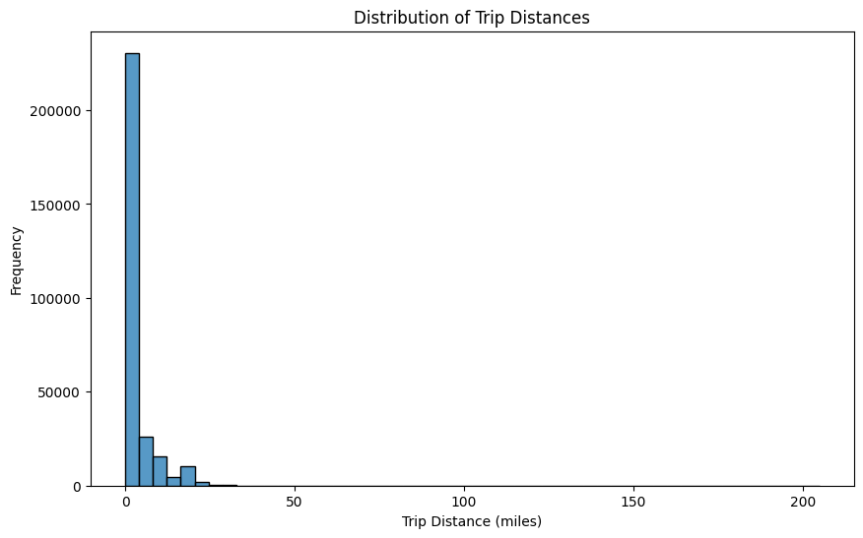 Distribution of Trip Distances
200000
150000
100000
50000
0
Frequency
0 50 100 150 200
Trip Distance (miles)